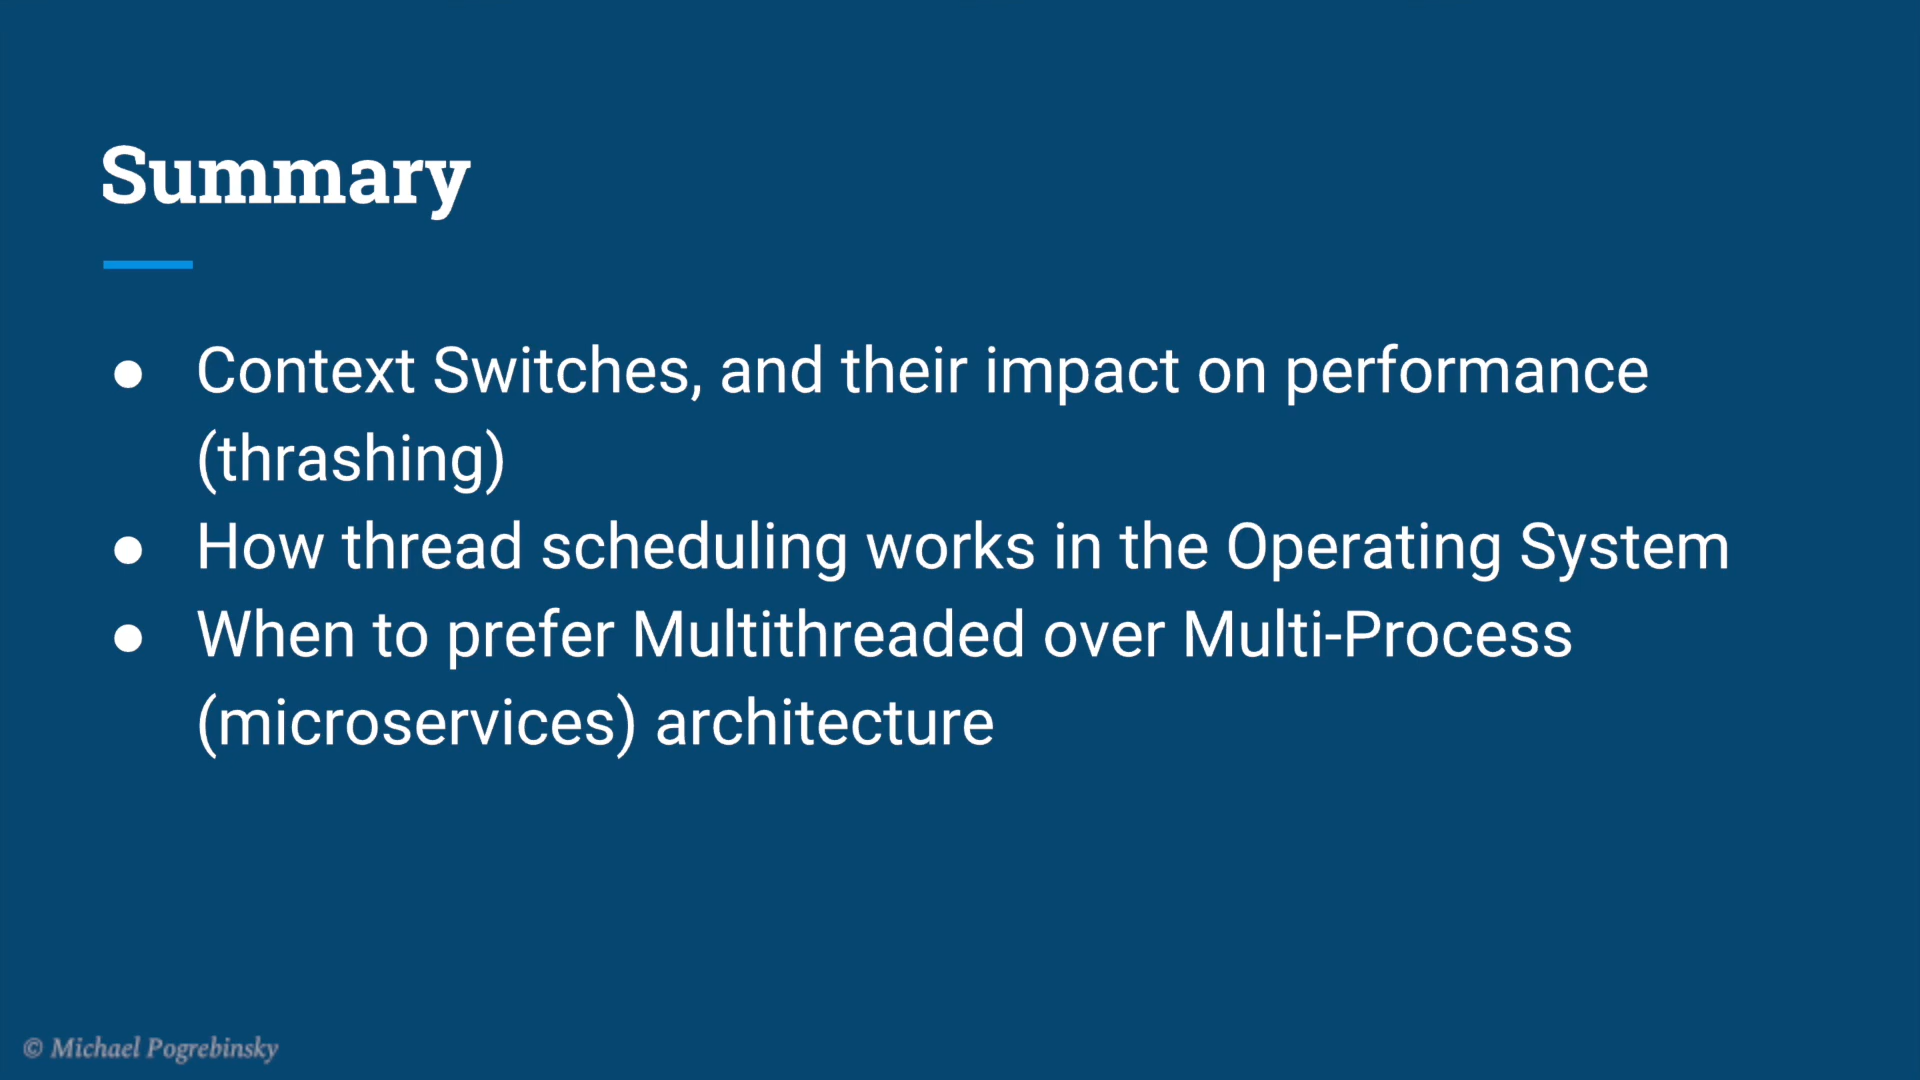 Summary
● Context Switches, and their impact on performance
(thrashing)
● How thread scheduling works in the Operating System
● When to prefer Multithreaded over Multi-Process
(microservices) architecture
© Michael Pogrebinsky